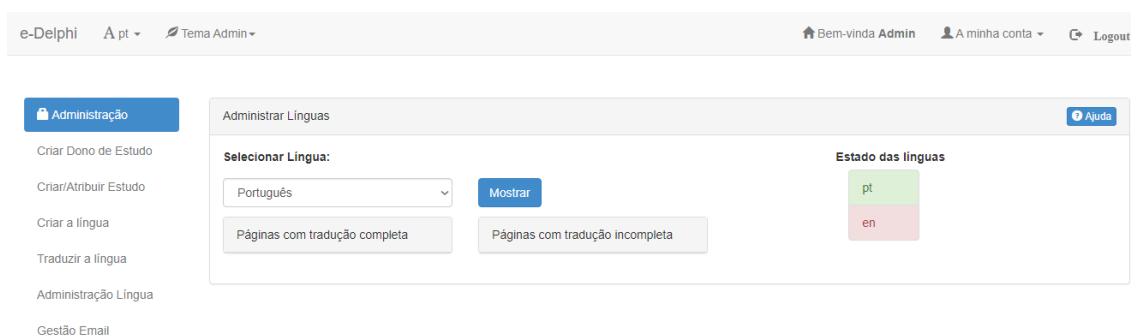 e-Delphi A pt Tema Admin Bem-vinda Admin A minha conta Logout
Administração
Criar Dono de Estudo
Criar/Atribuir Estudo
Criar a língua
Traduzir a língua
Administração Língua
Gestão Email
Administrar Línguas Ajuda
Selecionar Língua: Estado das línguas
Português Mostrar pt
Páginas com tradução completa Páginas com tradução incompleta en